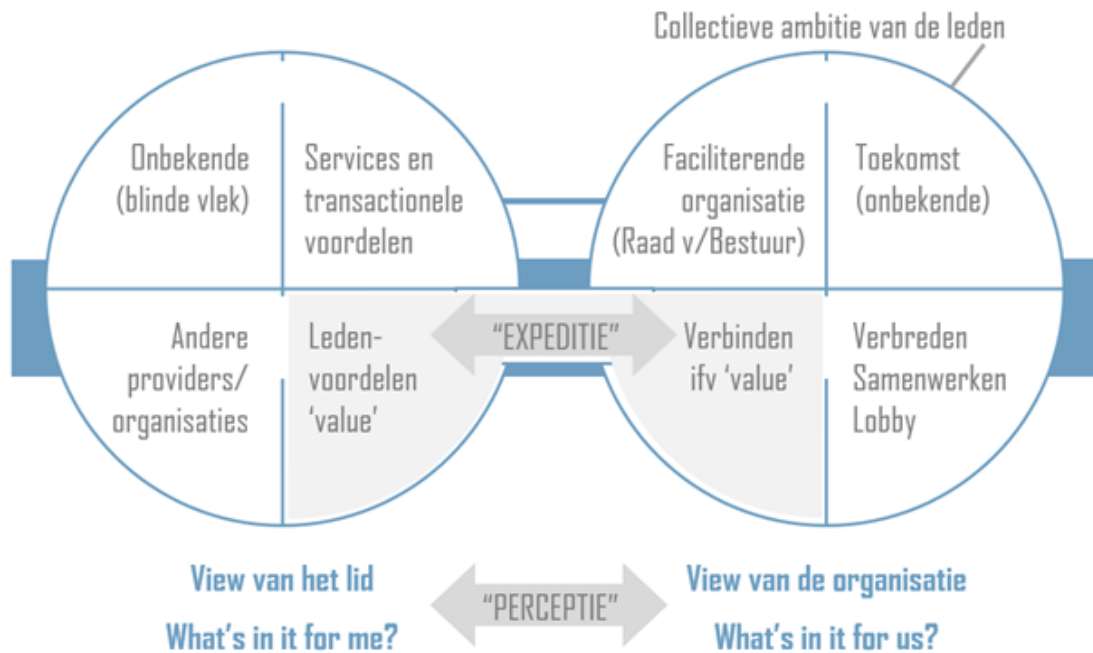 Collectieve ambitie van de leden
Onbekende
(blinde vlek)
Services en
transactionele
voordelen
Faciliterende
organisatie
(Raad v/Bestuur)
Toekomst
(onbekende)
Andere
providers/
organisaties
Leden-
voordelen
‘value’
“EXPEDITIE”
Verbinden
ifv ‘value’
Verbreden
Samenwerken
Lobby
View van het lid
What’s in it for me?
“PERCEPTIE”
View van de organisatie
What’s in it for us?